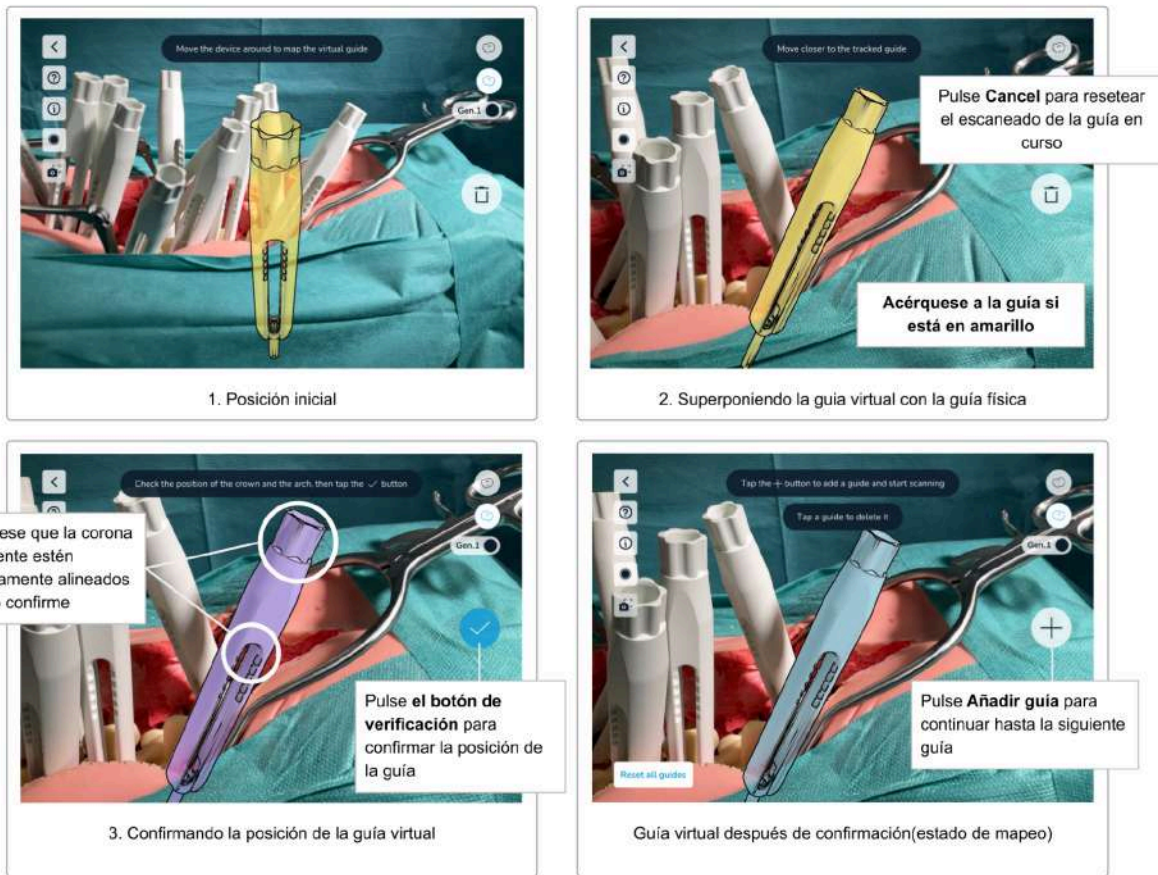 Move the device around to map the virtual guide
Gen.1
1. Posición inicial
Move closer to the tracked guide
Pulse Cancel para resetear
el escaneado de la guía en
curso
Acérquese a la guía si
está en amarillo
2. Superponiendo la guia virtual con la guía física
Check the position of the crown and the arch, then tap the ✓ button
Gen.1
ese que la corona
ente estén
amente alineados
confirme
Pulse el botón de
verificación para
confirmar la posición de
la guía
3. Confirmando la posición de la guía virtual
Tap the + button to add a guide and start scanning
Tap a guide to delete it
Gen.1
Pulse Añadir guía para
continuar hasta la siguiente
guía
Reset all guides
Guía virtual después de confirmación(estado de mapeo)